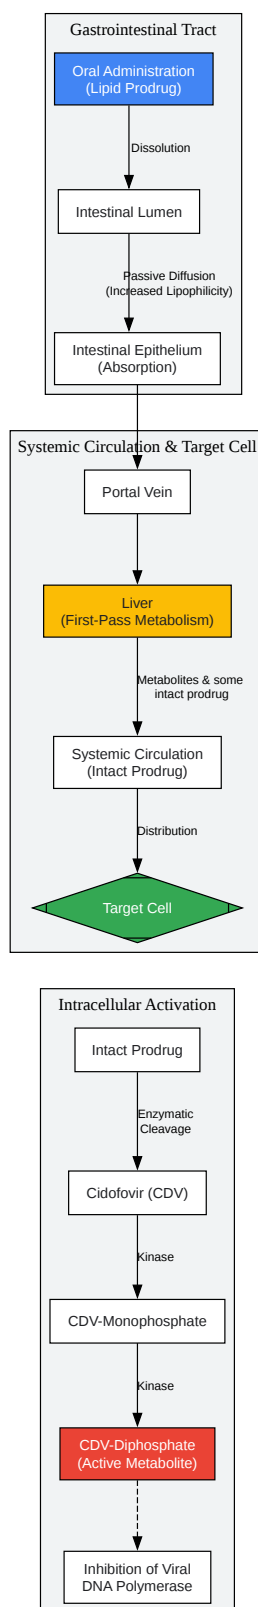 Gastrointestinal Tract
Oral Administration
(Lipid Prodrug)
Dissolution
Intestinal Lumen
Passive Diffusion
(Increased Lipophilicity)
Intestinal Epithelium
(Absorption)
Systemic Circulation & Target Cell
Portal Vein
Liver
(First-Pass Metabolism)
Metabolites & some
intact prodrug
Systemic Circulation
(Intact Prodrug)
Distribution
Target Cell
Intracellular Activation
Intact Prodrug
Enzymatic
Cleavage
Cidofovir (CDV)
Kinase
CDV-Monophosphate
Kinase
CDV-Diphosphate
(Active Metabolite)
Inhibition of Viral
DNA Polymerase